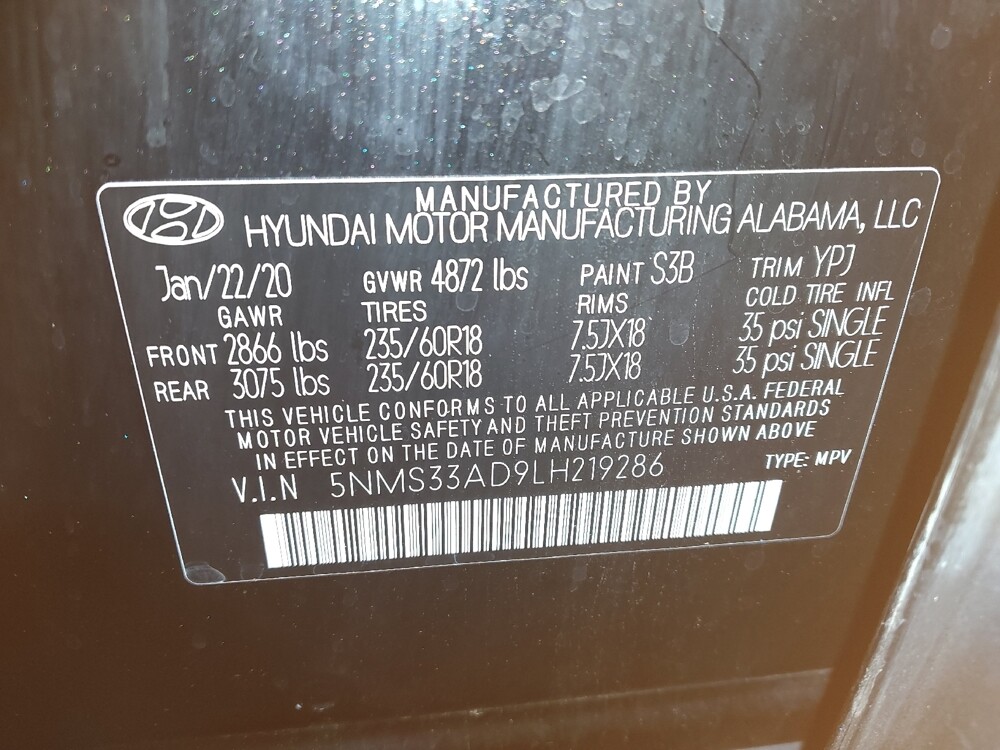 MANUFACTURED BY
HYUNDAI MOTOR MANUFACTURING ALABAMA, LLC
Jan/22/20 GVWR 4872 lbs PAINT S3B TRIM YPJ
GAWR TIRES RIMS COLD TIRE INFL
FRONT 2866 lbs 235/60R18 7.5JX18 35 psi SINGLE
REAR 3075 lbs 235/60R18 7.5JX18 35 psi SINGLE
THIS VEHICLE CONFORMS TO ALL APPLICABLE U.S.A. FEDERAL
MOTOR VEHICLE SAFETY AND THEFT PREVENTION STANDARDS
IN EFFECT ON THE DATE OF MANUFACTURE SHOWN ABOVE
V.I.N 5NMS33AD9LH219286 TYPE: MPV